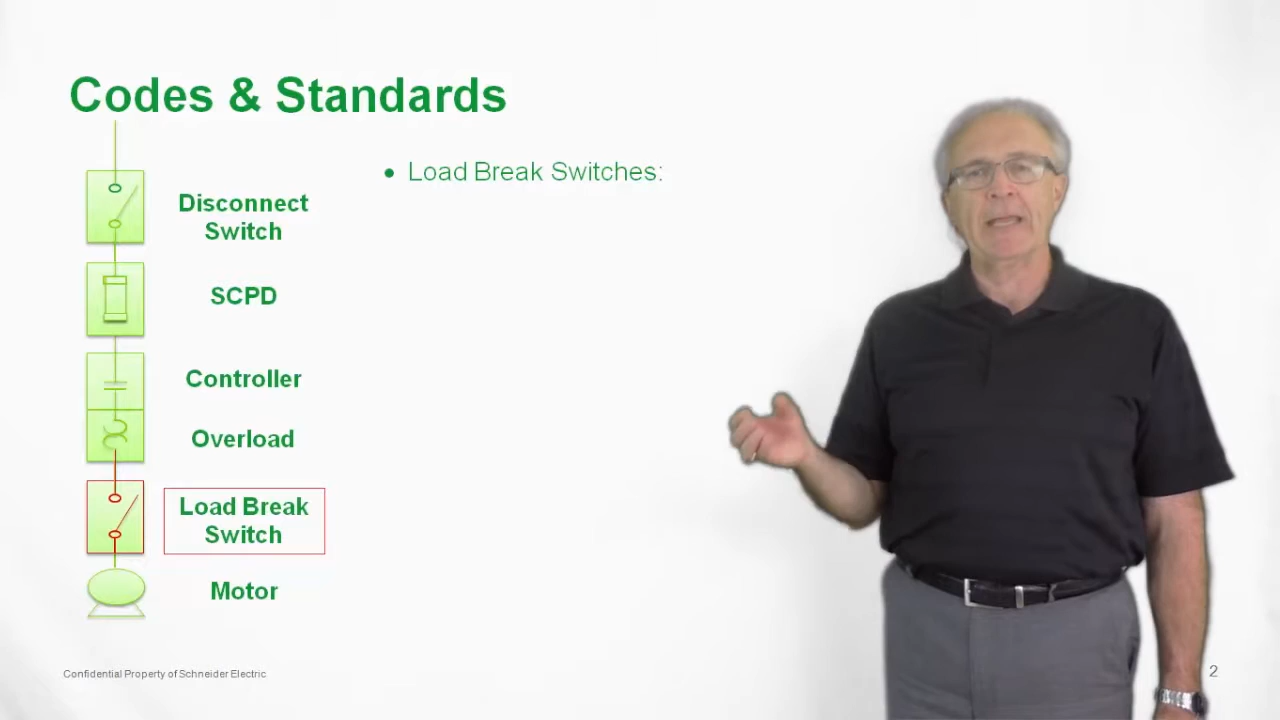 Codes & Standards
• Load Break Switches:
Disconnect
Switch
SCPD
Controller
Overload
Load Break
Switch
Motor
Confidential Property of Schneider Electric
2